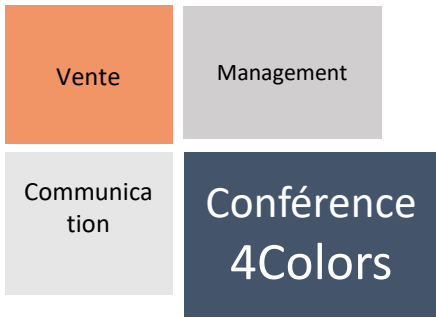 Vente
Management
Communica
tion
Conférence
4Colors